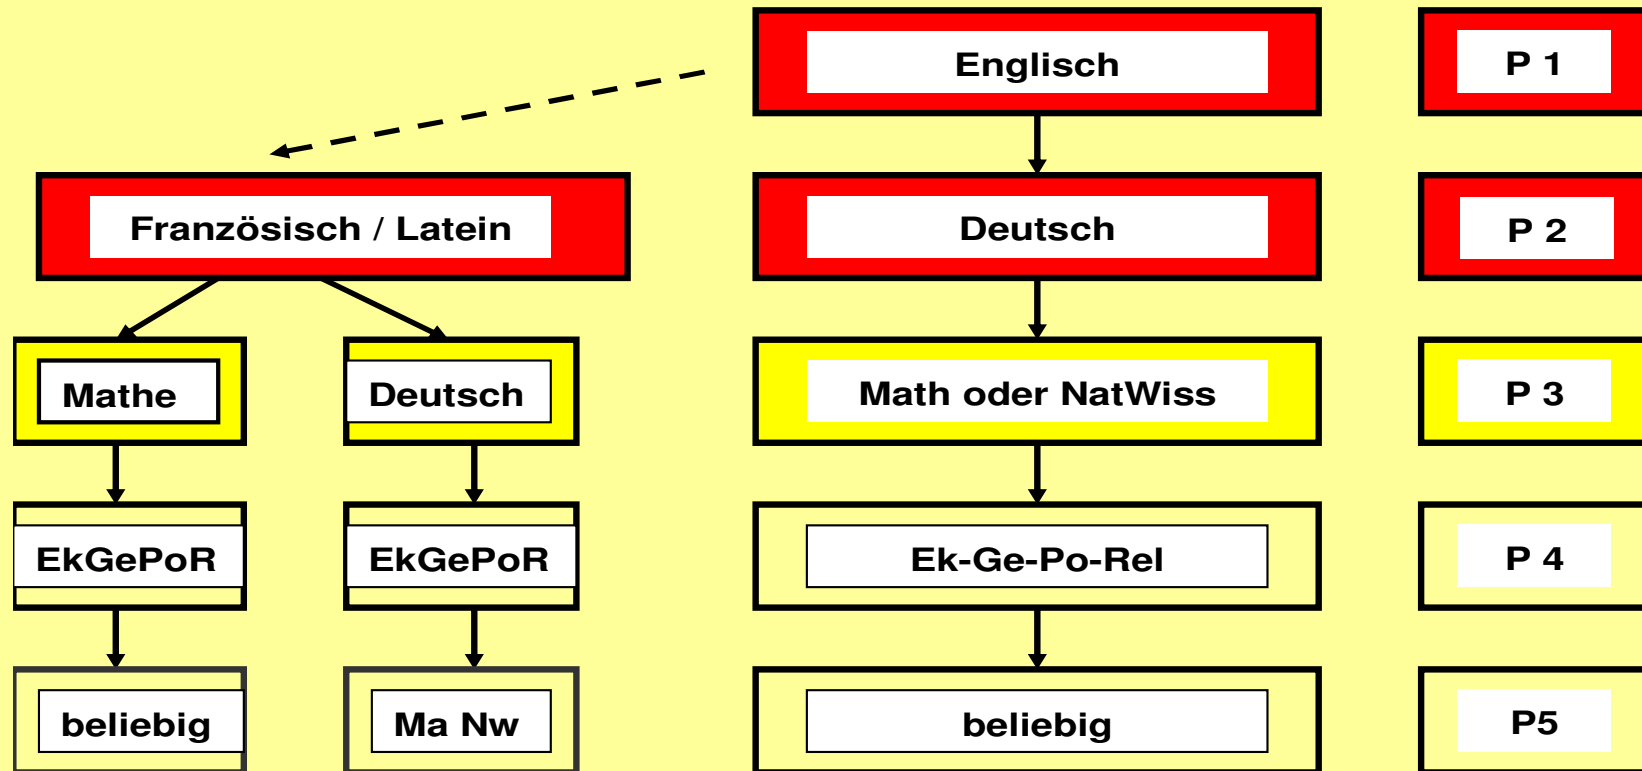 Englisch
P 1
Französisch / Latein
Deutsch
P 2
Mathe
Deutsch
Math oder NatWiss
P 3
EkGePoR
EkGePoR
Ek-Ge-Po-Rel
P 4
beliebig
Ma Nw
beliebig
P5